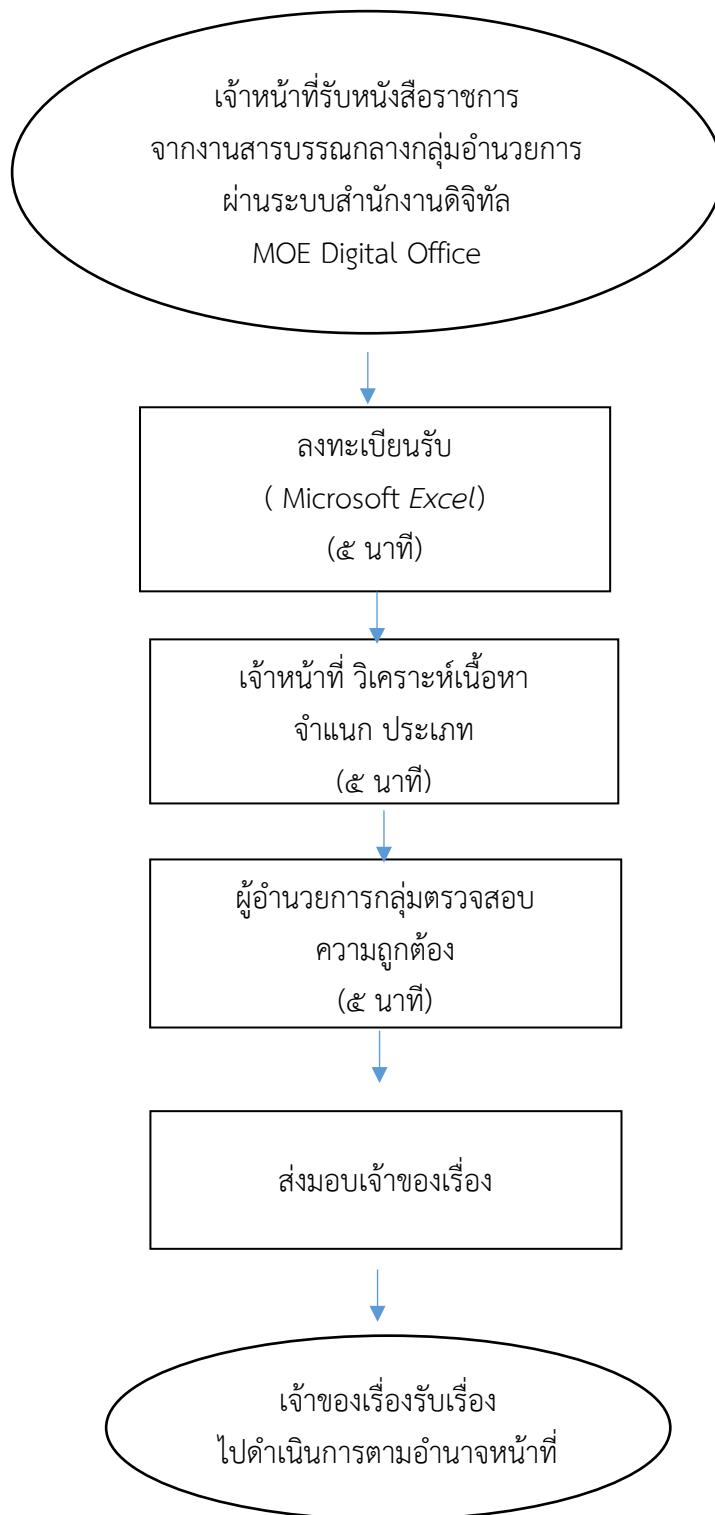 เจ้าหน้าที่รับหนังสือราชการ
จากงานสารบรรณกลางกลุ่มอำนวยการ
ผ่านระบบสำนักงานดิจิทัล
MOE Digital Office
ลงทะเบียนรับ
( Microsoft Excel)
(๕ นาที)
เจ้าหน้าที่ วิเคราะห์เนื้อหา
จำแนก ประเภท
(๕ นาที)
ผู้อำนวยการกลุ่มตรวจสอบ
ความถูกต้อง
(๕ นาที)
ส่งมอบเจ้าของเรื่อง
เจ้าของเรื่องรับเรื่อง
ไปดำเนินการตามอำนาจหน้าที่